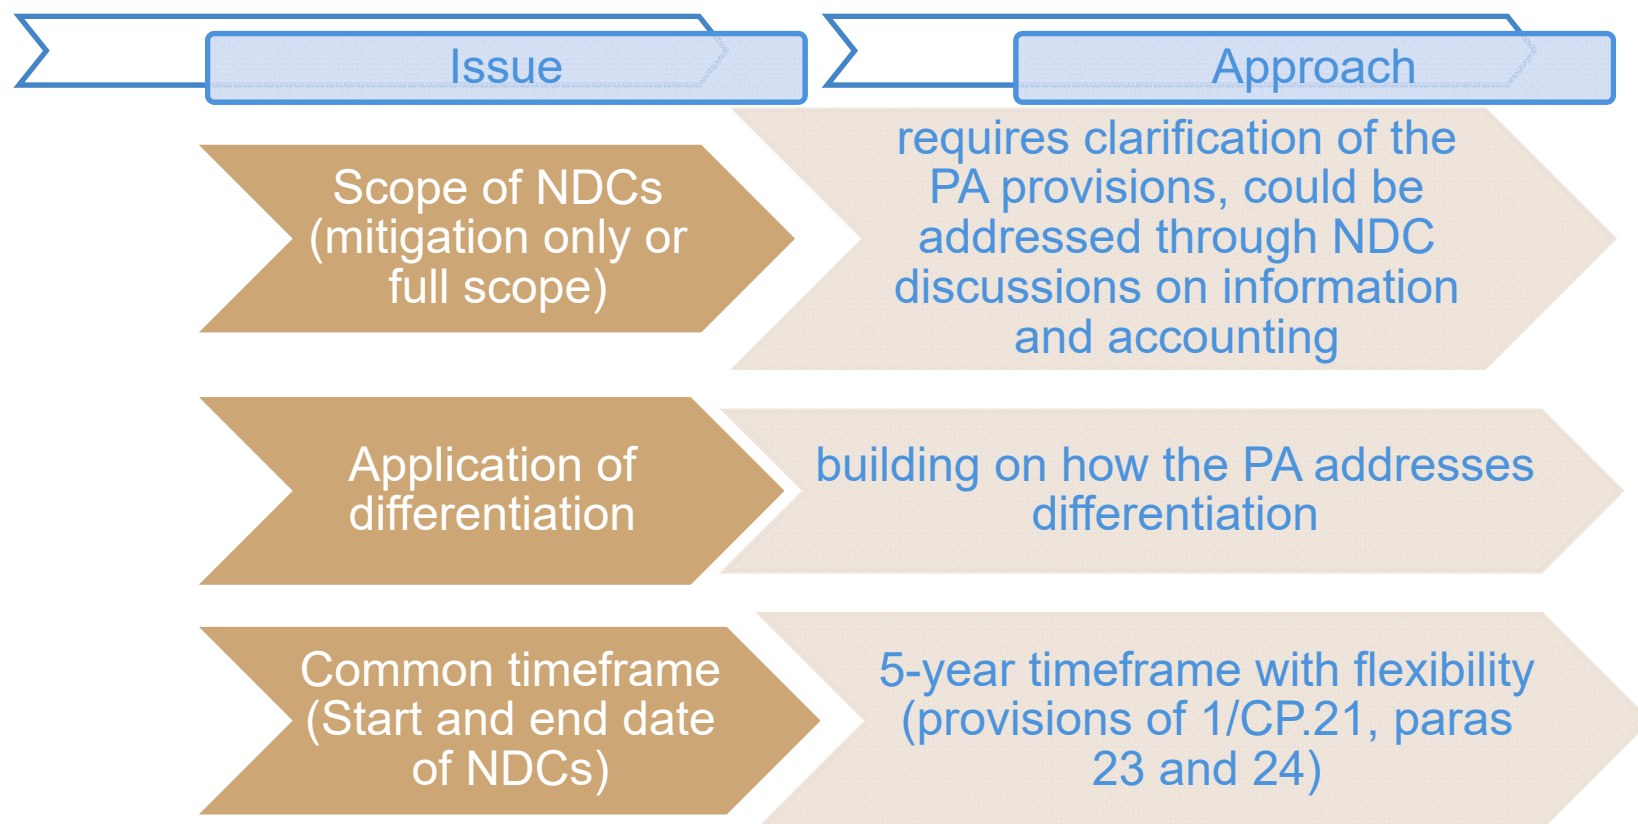 Issue
Approach
Scope of NDCs
(mitigation only or
full scope)
requires clarification of the
PA provisions, could be
addressed through NDC
discussions on information
and accounting
Application of
differentiation
building on how the PA addresses
differentiation
Common timeframe
(Start and end date
of NDCs)
5-year timeframe with flexibility
(provisions of 1/CP.21, paras
23 and 24)